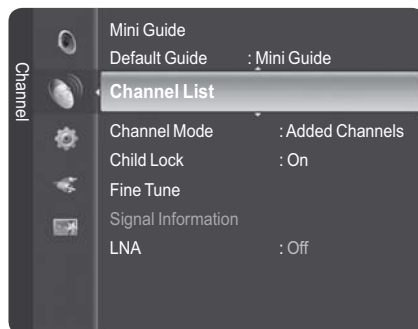 Channel
Mini Guide
Default Guide : Mini Guide
Channel List
Channel Mode : Added Channels
Child Lock : On
Fine Tune
Signal Information
LNA : Off